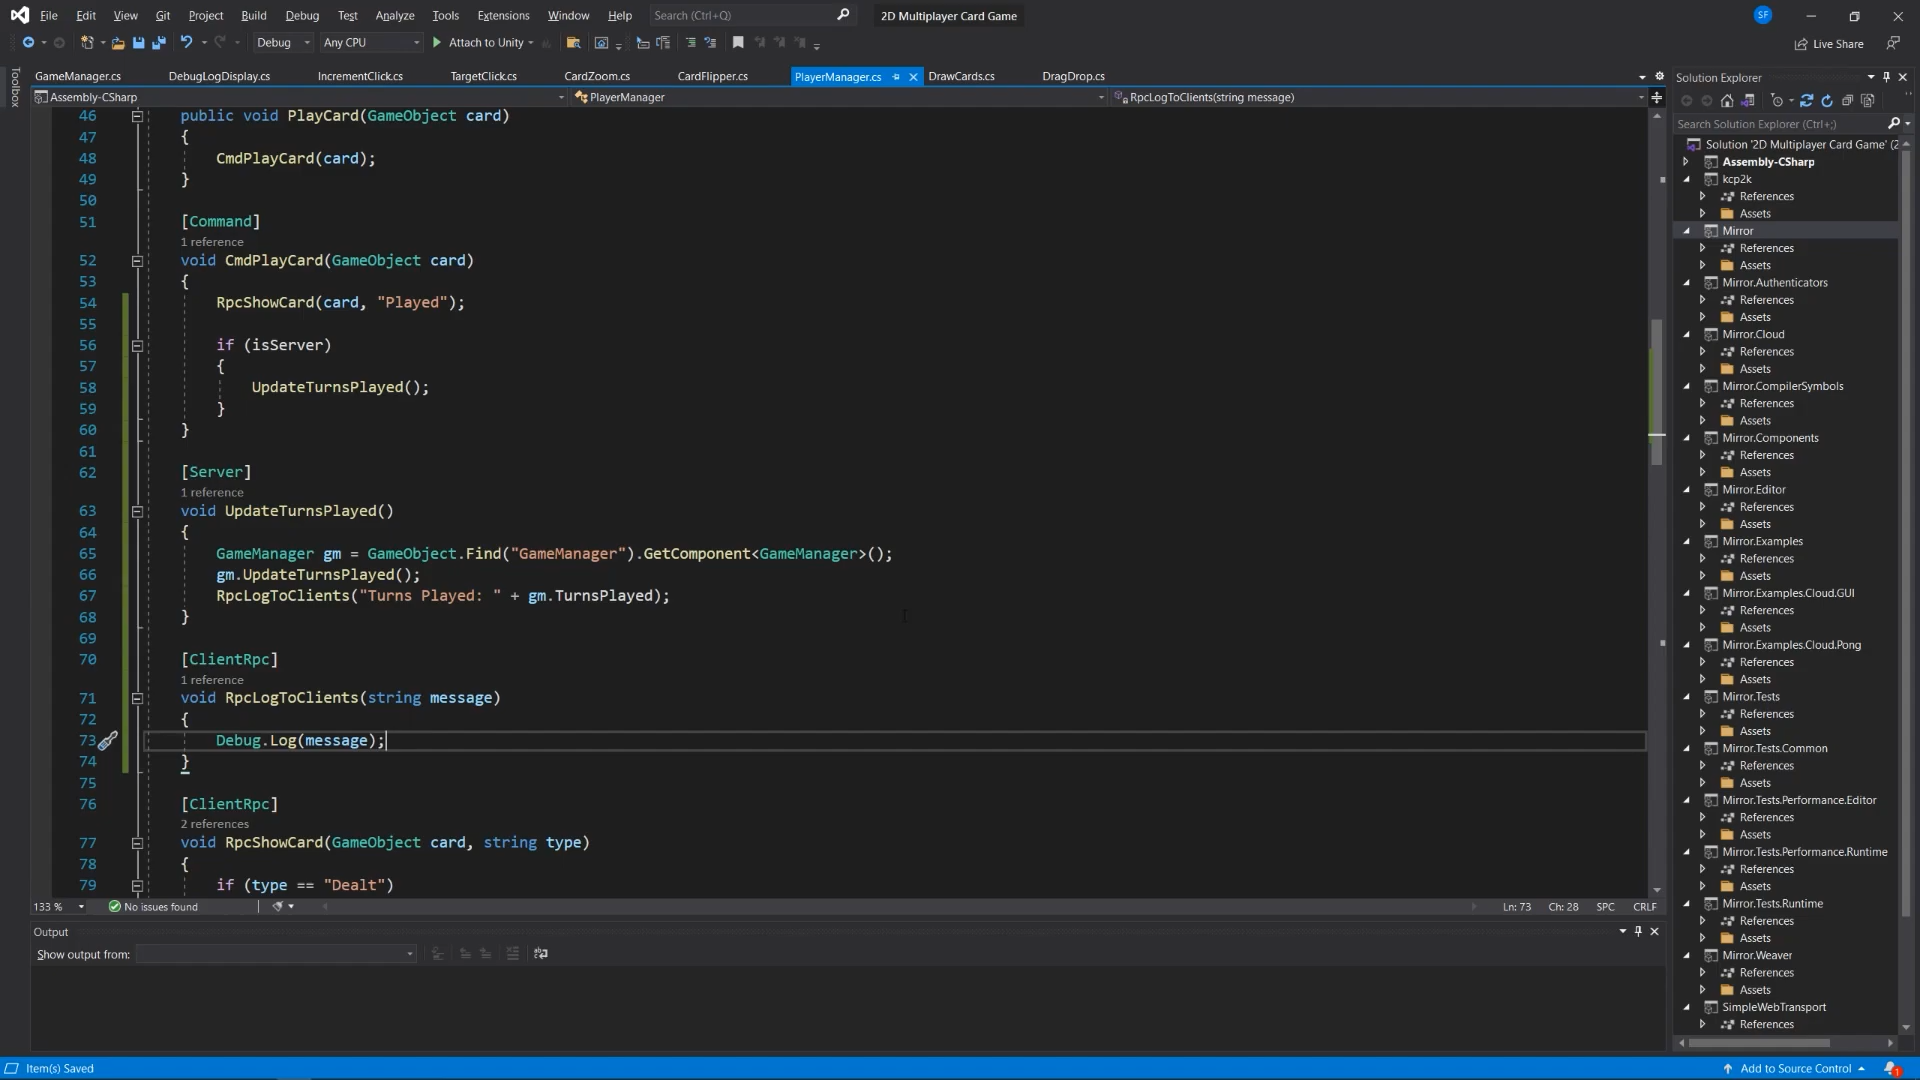 File Edit View Git Project Build Debug Test Analyze Tools Extensions Window Help Search (Ctrl+Q) 2D Multiplayer Card Game SF
Debug Any CPU Attach to Unity Live Share
Toolbox
GameManager.cs DebugLogDisplay.cs IncrementClick.cs TargetClick.cs CardZoom.cs CardFlipper.cs PlayerManager.cs DrawCards.cs DragDrop.cs
Assembly-CSharp PlayerManager RpcLogToClients(string message)
46 public void PlayCard(GameObject card)
47 {
48 CmdPlayCard(card);
49 }
50
51 [Command]
1 reference
52 void CmdPlayCard(GameObject card)
53 {
54 RpcShowCard(card, "Played");
55
56 if (isServer)
57 {
58 UpdateTurnsPlayed();
59 }
60 }
61
62 [Server]
1 reference
63 void UpdateTurnsPlayed()
64 {
65 GameManager gm = GameObject.Find("GameManager").GetComponent<GameManager>();
66 gm.UpdateTurnsPlayed();
67 RpcLogToClients("Turns Played: " + gm.TurnsPlayed);
68 }
69
70 [ClientRpc]
1 reference
71 void RpcLogToClients(string message)
72 {
73 Debug.Log(message);
74 }
75
76 [ClientRpc]
2 references
77 void RpcShowCard(GameObject card, string type)
78 {
79 if (type == "Dealt")
133 % No issues found Ln: 73 Ch: 28 SPC CRLF
Output
Show output from:
Solution Explorer
Search Solution Explorer (Ctrl+;)
Solution '2D Multiplayer Card Game' (2
Assembly-CSharp
kcp2k
References
Assets
Mirror
References
Assets
Mirror.Authenticators
References
Assets
Mirror.Cloud
References
Assets
Mirror.CompilerSymbols
References
Assets
Mirror.Components
References
Assets
Mirror.Editor
References
Assets
Mirror.Examples
References
Assets
Mirror.Examples.Cloud.GUI
References
Assets
Mirror.Examples.Cloud.Pong
References
Assets
Mirror.Tests
References
Assets
Mirror.Tests.Common
References
Assets
Mirror.Tests.Performance.Editor
References
Assets
Mirror.Tests.Performance.Runtime
References
Assets
Mirror.Tests.Runtime
References
Assets
Mirror.Weaver
References
Assets
SimpleWebTransport
References
Item(s) Saved Add to Source Control 1